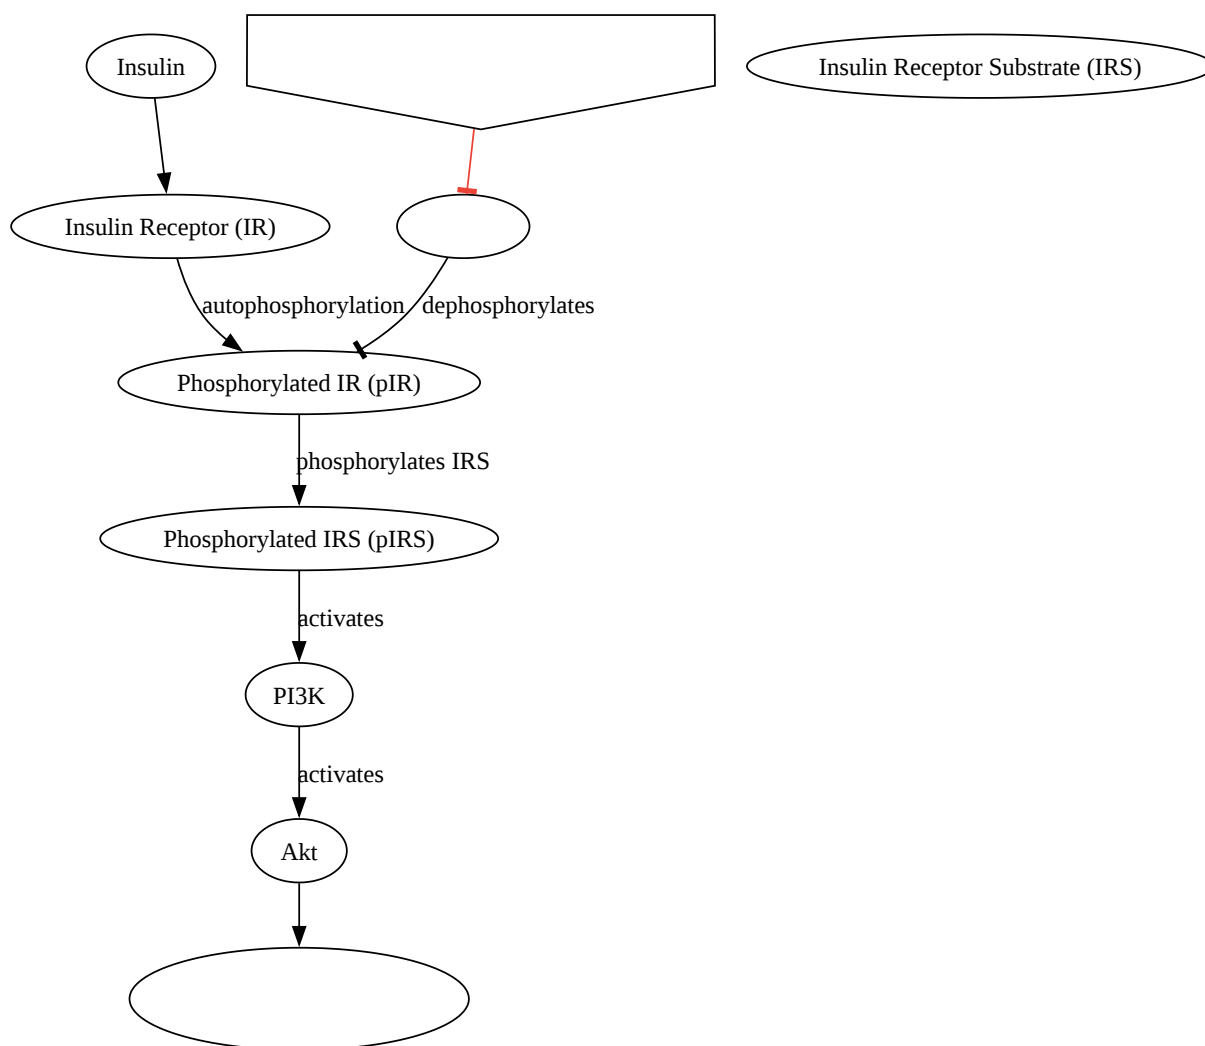 Insulin
Insulin Receptor Substrate (IRS)
Insulin Receptor (IR)
autophosphorylation
dephosphorylates
Phosphorylated IR (pIR)
phosphorylates IRS
Phosphorylated IRS (pIRS)
activates
PI3K
activates
Akt